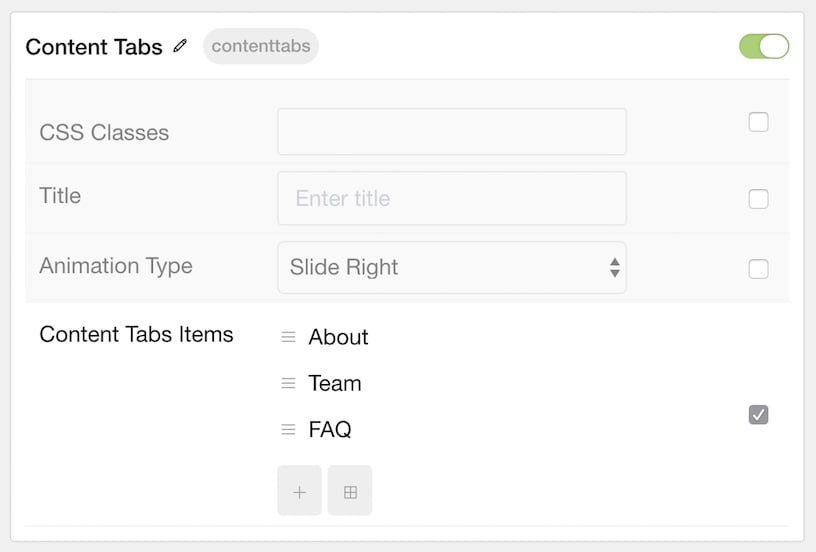 Content Tabs contenttabs
CSS Classes
Title Enter title
Animation Type Slide Right
Content Tabs Items About
Team
FAQ